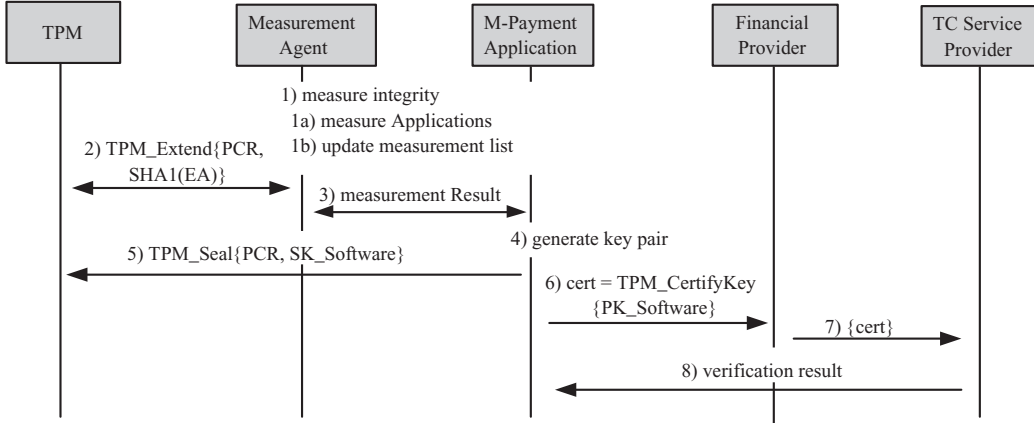 TPM
Measurement
Agent
M-Payment
Application
Financial
Provider
TC Service
Provider
1) measure integrity
1a) measure Applications
1b) update measurement list
2) TPM_Extend{PCR,
SHA1(EA)}
3) measurement Result
4) generate key pair
5) TPM_Seal{PCR, SK_Software}
6) cert = TPM_CertifyKey
{PK_Software}
7) {cert}
8) verification result